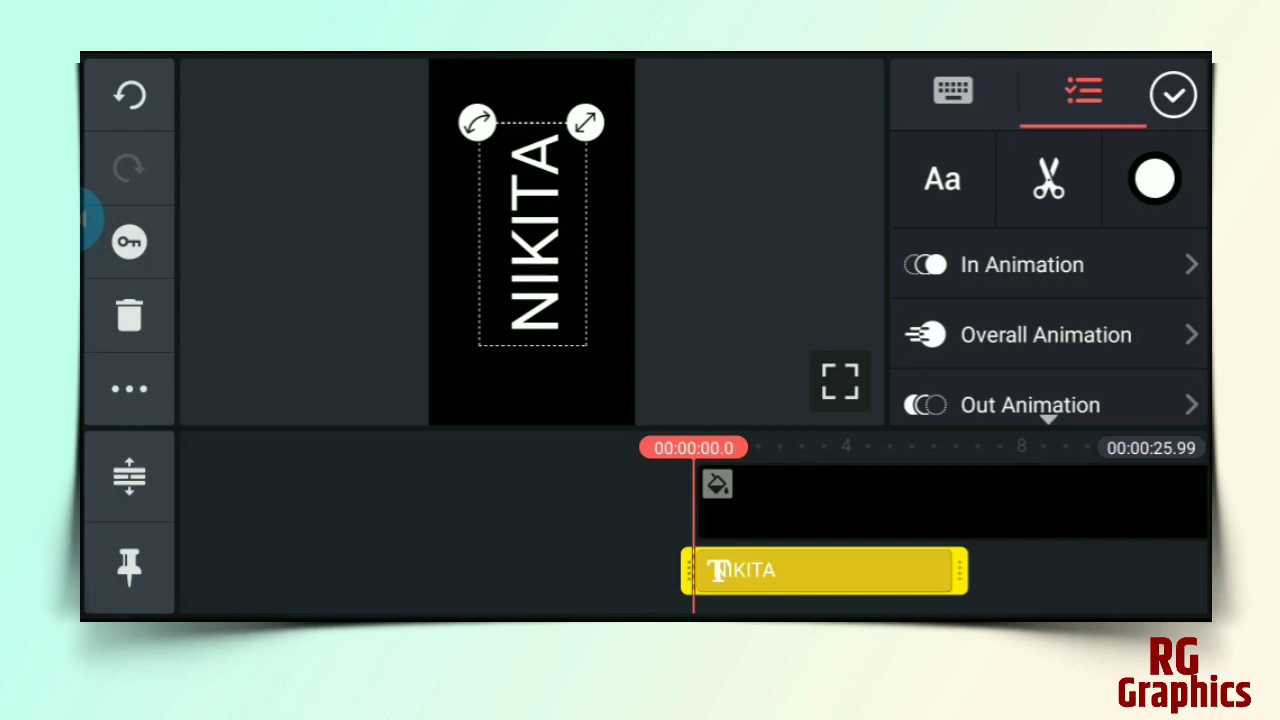 NIKITA
Aa
In Animation
Overall Animation
Out Animation
00:00:00.0
4
8
00:00:25.99
NIKITA
RG
Graphics